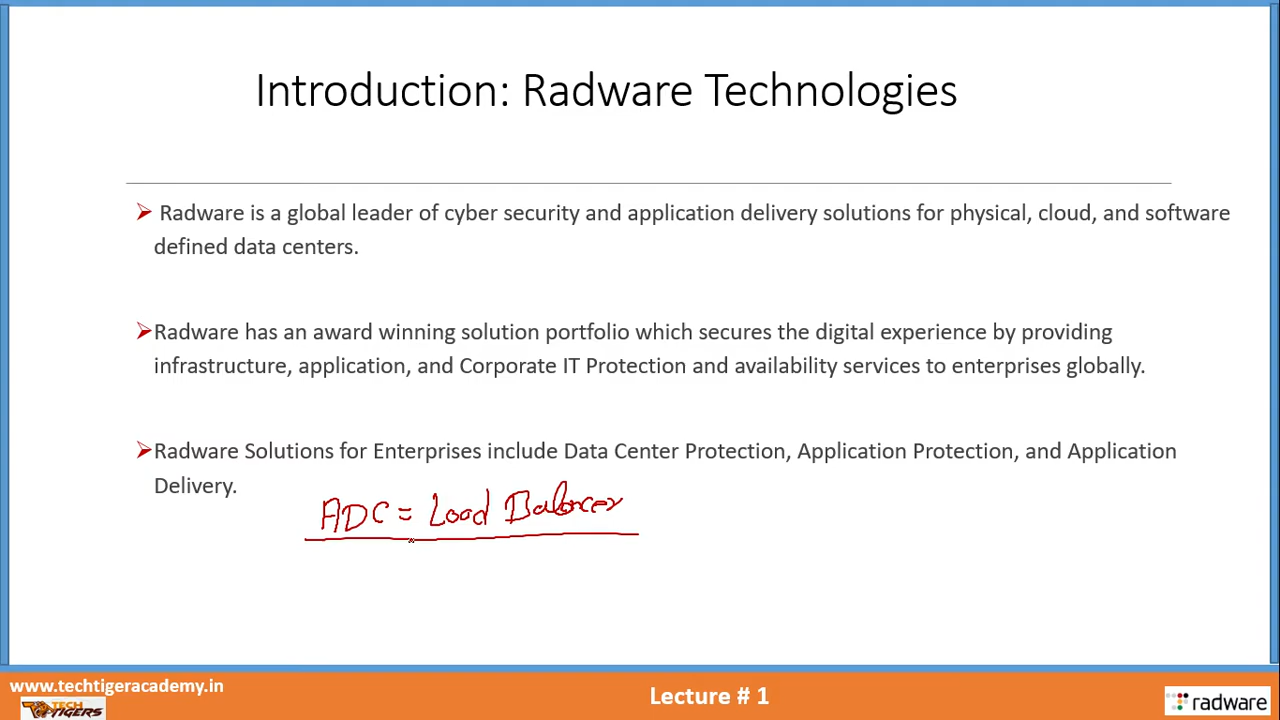 Introduction: Radware Technologies
Radware is a global leader of cyber security and application delivery solutions for physical, cloud, and software
defined data centers.
Radware has an award winning solution portfolio which secures the digital experience by providing
infrastructure, application, and Corporate IT Protection and availability services to enterprises globally.
Radware Solutions for Enterprises include Data Center Protection, Application Protection, and Application
Delivery.
ADC = Load Balancer
www.techtigeracademy.in
TECH
TIGERS
Lecture # 1
radware